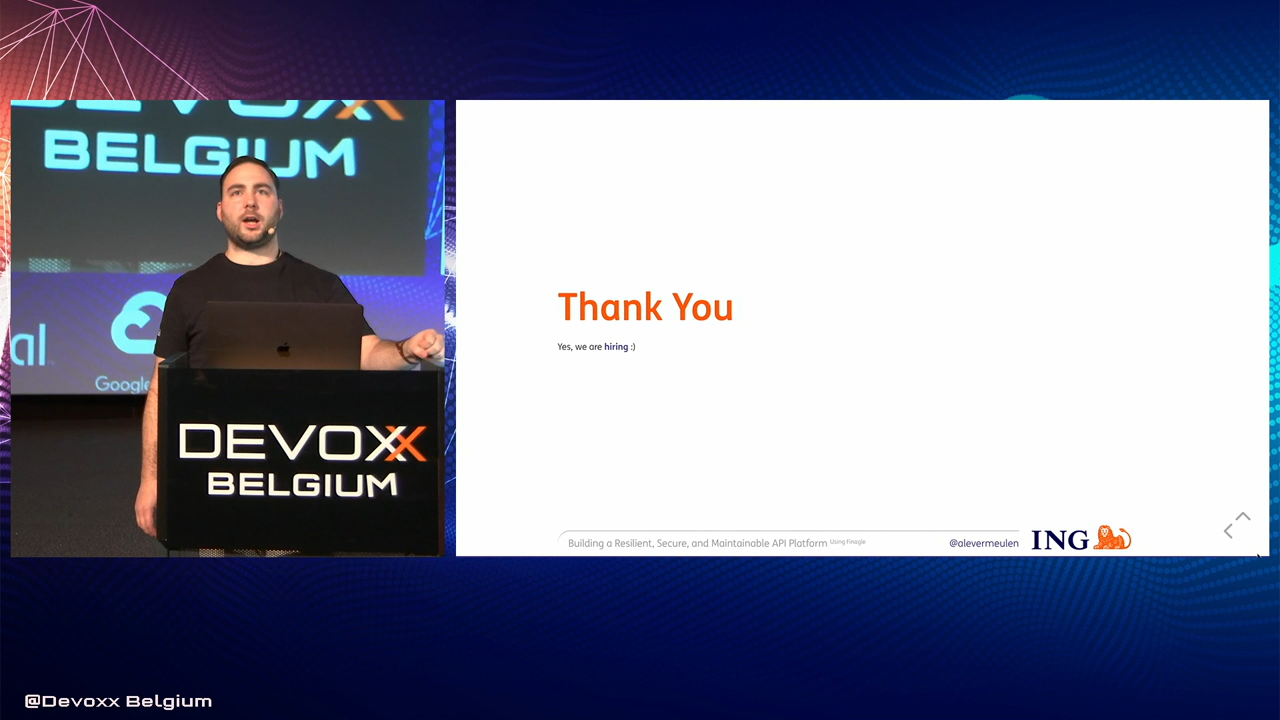 DEVOXX
BELGIUM
al
Google
DEVOXX
BELGIUM
Thank You
Yes, we are hiring :)
Building a Resilient, Secure, and Maintainable API Platform Using Finagle
@alevermeulen
ING
@Devoxx Belgium